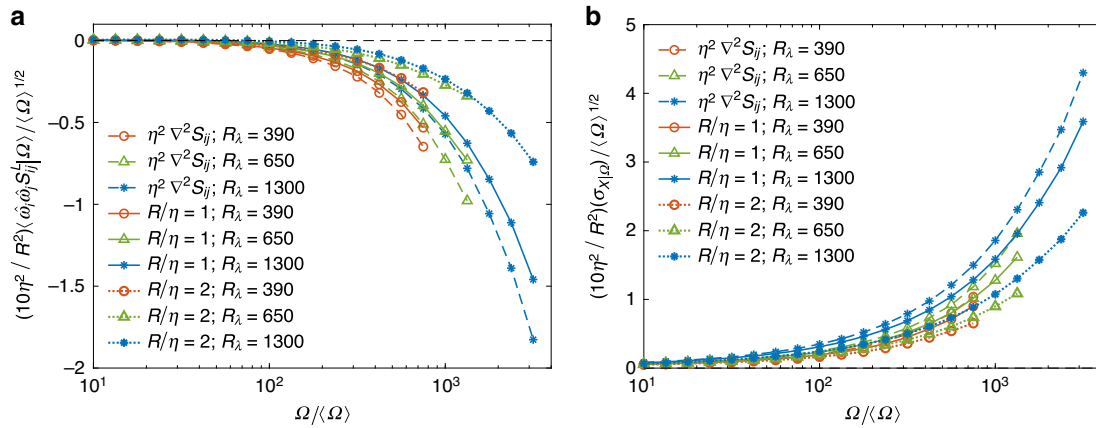 a
0
−0.5
−1
−1.5
−2
10¹
10²
10³
Ω/⟨Ω⟩
(10η² / R²)⟨ω̂ᵢω̂ⱼSᴸᵢⱼ|Ω⟩/⟨Ω⟩¹/²
η² ∇²Sᵢⱼ; R_λ = 390
η² ∇²Sᵢⱼ; R_λ = 650
η² ∇²Sᵢⱼ; R_λ = 1300
R/η = 1; R_λ = 390
R/η = 1; R_λ = 650
R/η = 1; R_λ = 1300
R/η = 2; R_λ = 390
R/η = 2; R_λ = 650
R/η = 2; R_λ = 1300
b
5
4
3
2
1
0
10¹
10²
10³
Ω/⟨Ω⟩
(10η² / R²)(σ_X|Ω)/⟨Ω⟩¹/²
η² ∇²Sᵢⱼ; R_λ = 390
η² ∇²Sᵢⱼ; R_λ = 650
η² ∇²Sᵢⱼ; R_λ = 1300
R/η = 1; R_λ = 390
R/η = 1; R_λ = 650
R/η = 1; R_λ = 1300
R/η = 2; R_λ = 390
R/η = 2; R_λ = 650
R/η = 2; R_λ = 1300